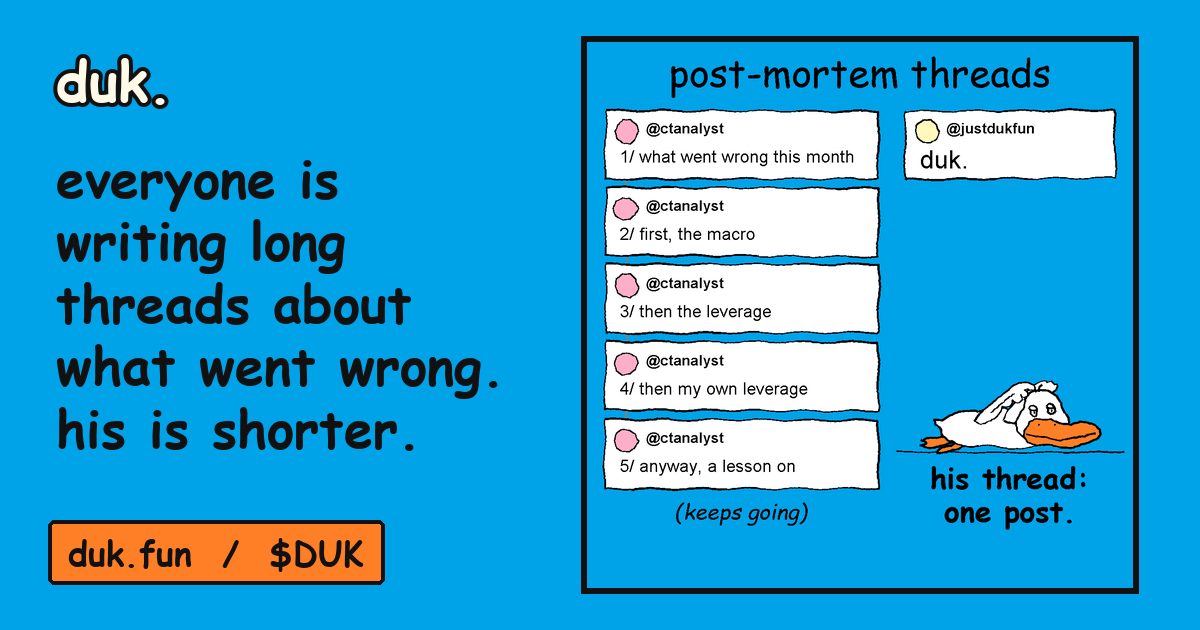 duk.
everyone is
writing long
threads about
what went wrong.
his is shorter.
duk.fun / $DUK
post-mortem threads
@ctanalyst
1/ what went wrong this month
@ctanalyst
2/ first, the macro
@ctanalyst
3/ then the leverage
@ctanalyst
4/ then my own leverage
@ctanalyst
5/ anyway, a lesson on
(keeps going)
@justdukfun
duk.
his thread:
one post.